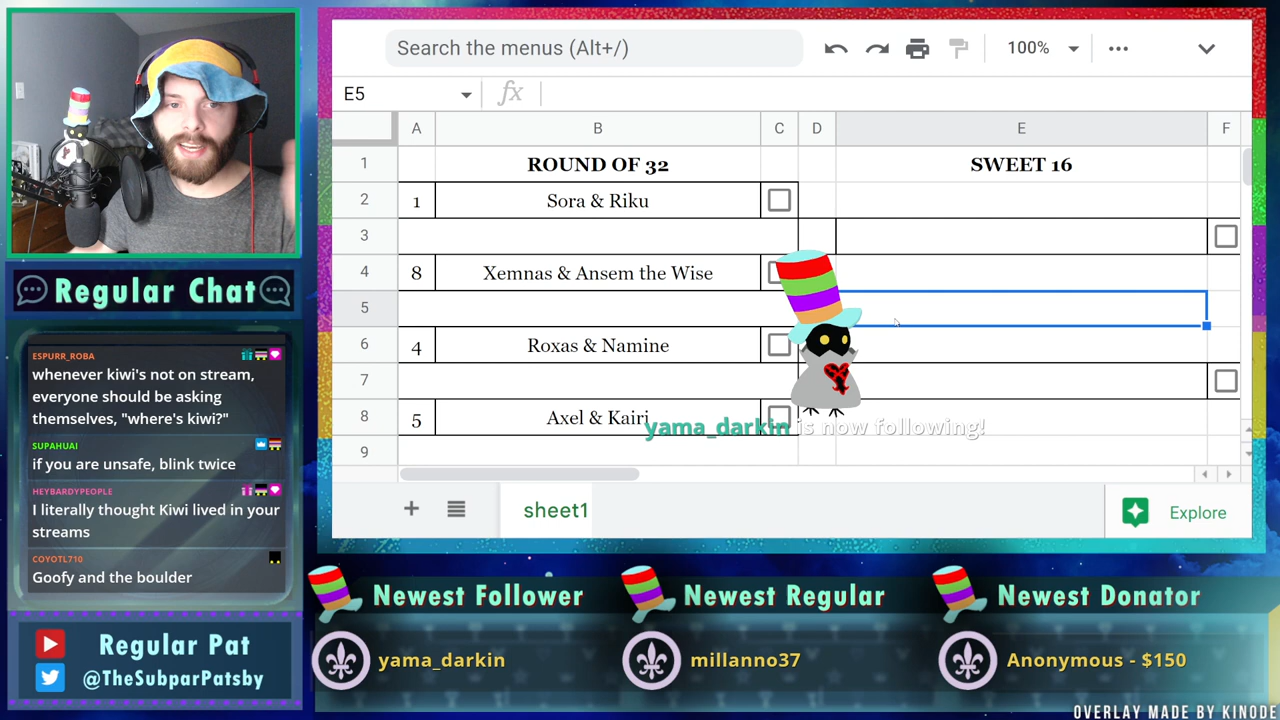 Search the menus (Alt+/)
100%
E5
fx
A B C D E F
1 ROUND OF 32 SWEET 16
2 1 Sora & Riku
3
4 8 Xemnas & Ansem the Wise
5
6 4 Roxas & Namine
7
8 5 Axel & Kairi
9
yama_darkin is now following!
sheet1
Explore
Regular Chat
ESPURR_ROBA
whenever kiwi's not on stream,
everyone should be asking
themselves, "where's kiwi?"
SUPAHUAI
if you are unsafe, blink twice
HEYBARDYPEOPLE
I literally thought Kiwi lived in your
streams
COYOTL710
Goofy and the boulder
Regular Pat
@TheSubparPatsby
Newest Follower
yama_darkin
Newest Regular
millanno37
Newest Donator
Anonymous - $150
OVERLAY MADE BY KINODE